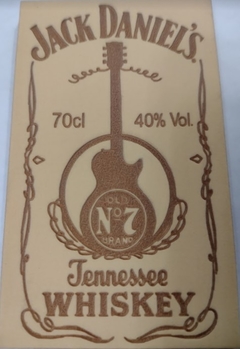 JACK DANIEL'S
70cl 40% Vol.
OLD
Nº7
BRAND
Tennessee
WHISKEY